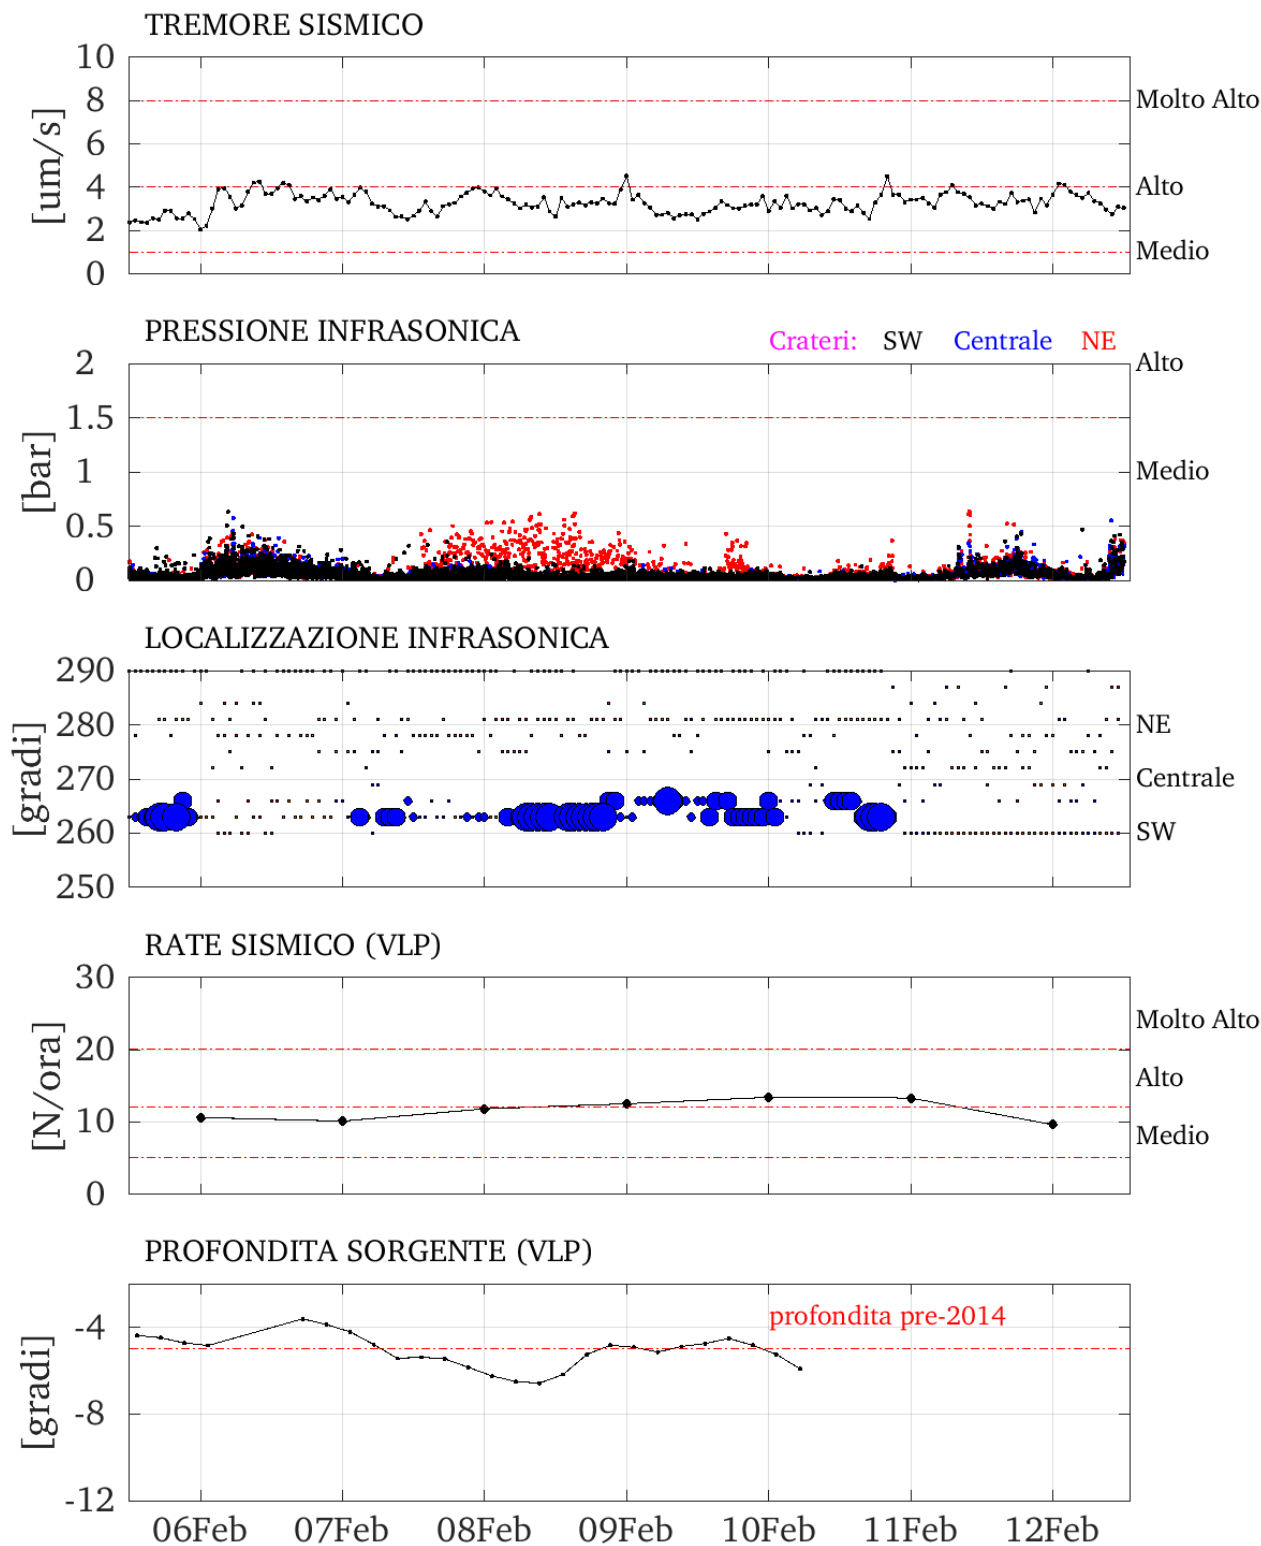 TREMORE SISMICO
10
8
6
4
2
0
[um/s]
Molto Alto
Alto
Medio
PRESSIONE INFRASONICA
Crateri: SW Centrale NE
2
1.5
1
0.5
0
[bar]
Alto
Medio
LOCALIZZAZIONE INFRASONICA
290
280
270
260
250
[gradi]
NE
Centrale
SW
RATE SISMICO (VLP)
30
20
10
0
[N/ora]
Molto Alto
Alto
Medio
PROFONDITA SORGENTE (VLP)
profondita pre-2014
-4
-8
-12
[gradi]
06Feb 07Feb 08Feb 09Feb 10Feb 11Feb 12Feb